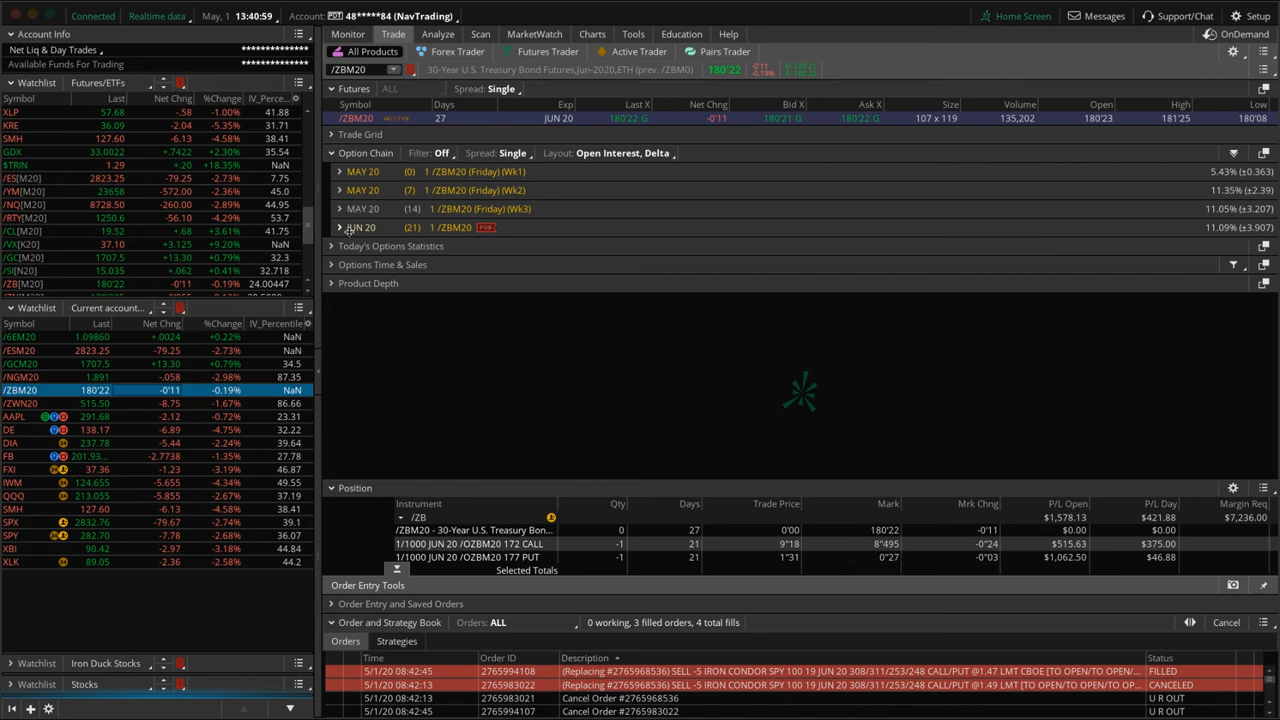 Connected Realtime data May, 1 13:40:59 Account: PDT 48*****84 (NavTrading) Home Screen Messages Support/Chat Setup
Account Info
Net Liq & Day Trades **************
Available Funds For Trading **************
Watchlist Futures/ETFs
Symbol Last Net Chng %Change IV_Perce...
XLP 57.68 -.58 -1.00% 41.88
KRE 36.09 -2.04 -5.35% 31.71
SMH 127.60 -6.13 -4.58% 38.41
GDX 33.0022 +.7422 +2.30% 35.54
$TRIN 1.29 +.20 +18.35% NaN
/ES[M20] 2823.25 -79.25 -2.73% 7.75
/YM[M20] 23658 -572.00 -2.36% 45.0
/NQ[M20] 8717.50 -260.00 -2.89% 44.95
/RTY[M20] 1250.6 -56.10 -4.29% 53.7
/CL[M20] 19.52 +.68 +3.61% 41.75
/VX[K20] 37.10 +3.125 +9.20% NaN
/GC[M20] 1707.5 +13.30 +0.79% 32.3
/SI[N20] 15.035 +.062 +0.41% 32.718
/ZB[M20] 180'22 -0'11 -0.19% 24.00447
Watchlist Current account...
Symbol Last Net Chng %Change IV_Percentile
/6EM20 1.09860 +.0024 +0.22% NaN
/ESM20 2823.25 -79.25 -2.73% NaN
/GCM20 1707.5 +13.30 +0.79% 34.5
/NGM20 1.891 -.058 -2.98% 87.35
/ZBM20 180'22 -0'11 -0.19% NaN
/ZWN20 515.50 -8.75 -1.67% 86.66
AAPL 291.68 -2.12 -0.72% 23.31
DE 138.17 -6.89 -4.75% 32.16
DIA 237.78 -5.44 -2.24% 39.64
FB 201.93... -2.7738 -1.35% 27.78
FXI 37.36 -1.23 -3.19% 46.87
IWM 124.655 -5.655 -4.34% 49.55
QQQ 213.055 -5.855 -2.67% 37.19
SMH 127.60 -6.13 -4.58% 38.41
SPX 2832.76 -79.67 -2.74% 39.1
SPY 282.70 -7.78 -2.68% 36.07
XBI 90.42 -2.97 -3.18% 44.84
XLK 89.05 -2.36 -2.58% 44.2
Watchlist Iron Duck Stocks
Watchlist Stocks
Monitor Trade Analyze Scan MarketWatch Charts Tools Education Help OnDemand
All Products Forex Trader Futures Trader Active Trader Pairs Trader
/ZBM20 30-Year U.S. Treasury Bond Futures,Jun-2020,ETH (prev. /ZBM0) 180'22 -0'11 -0.19% B: 180'21 A: 180'22
Futures ALL Spread: Single
Symbol Days Exp Last X Net Chng Bid X Ask X Size Volume Open High Low
/ZBM20 ACTIVE 27 JUN 20 180'22 G -0'11 180'21 G 180'22 G 107 x 119 135,202 180'23 181'25 180'08
Trade Grid
Option Chain Filter: Off Spread: Single Layout: Open Interest, Delta
MAY 20 (0) 1 /ZBM20 (Friday) (Wk1) 5.43% (±0.363)
MAY 20 (7) 1 /ZBM20 (Friday) (Wk2) 11.35% (±2.39)
MAY 20 (14) 1 /ZBM20 (Friday) (Wk3) 11.05% (±3.207)
JUN 20 (21) 1 /ZBM20 11.09% (±3.907)
Today's Options Statistics
Options Time & Sales
Product Depth
Position
Instrument Qty Days Trade Price Mark Mrk Chng P/L Open P/L Day Margin Req
/ZB $1,578.13 $421.88 $7,236.00
/ZBM20 - 30-Year U.S. Treasury Bon... 0 27 0'00 180'22 -0'11 $0.00 $0.00
1/1000 JUN 20 /OZBM20 172 CALL -1 21 9"18 8"495 -0"24 $515.63 $375.00
1/1000 JUN 20 /OZBM20 177 PUT -1 21 1"31 0"27 -0"03 $1,062.50 $46.88
Selected Totals
Order Entry Tools
Order Entry and Saved Orders
Order and Strategy Book Orders: ALL 0 working, 3 filled orders, 4 total fills Cancel
Orders Strategies
Time Order ID Description Status
5/1/20 08:42:45 2765994108 (Replacing #2765968536) SELL -5 IRON CONDOR SPY 100 19 JUN 20 308/311/253/248 CALL/PUT @1.47 LMT CBOE [TO OPEN/TO OPEN/... FILLED
5/1/20 08:42:13 2765983022 (Replacing #2765968536) SELL -5 IRON CONDOR SPY 100 19 JUN 20 308/311/253/248 CALL/PUT @1.49 LMT [TO OPEN/TO OPEN/TO OP... CANCELED
5/1/20 08:42:13 2765983021 Cancel Order #2765968536 U R OUT
5/1/20 08:42:45 2765994107 Cancel Order #2765983022 U R OUT